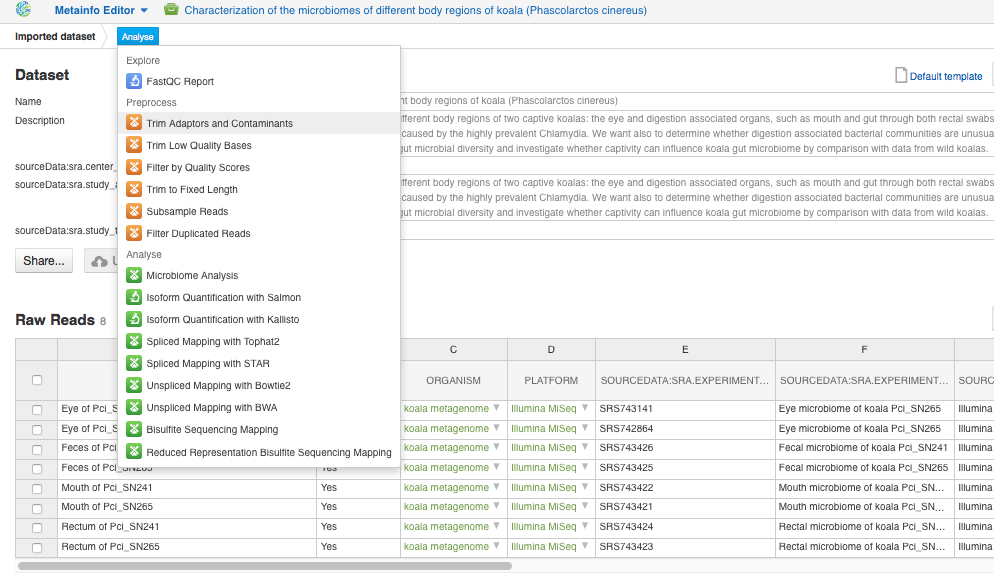 Metainfo Editor
Characterization of the microbiomes of different body regions of koala (Phascolarctos cinereus)
Imported dataset
Analyse
Dataset
Default template
Name
Description
sourceData:sra.center_
sourceData:sra.study_a
sourceData:sra.study_t
Share...
Explore
FastQC Report
Preprocess
Trim Adaptors and Contaminants
Trim Low Quality Bases
Filter by Quality Scores
Trim to Fixed Length
Subsample Reads
Filter Duplicated Reads
Analyse
Microbiome Analysis
Isoform Quantification with Salmon
Isoform Quantification with Kallisto
Spliced Mapping with Tophat2
Spliced Mapping with STAR
Unspliced Mapping with Bowtie2
Unspliced Mapping with BWA
Bisulfite Sequencing Mapping
Reduced Representation Bisulfite Sequencing Mapping
nt body regions of koala (Phascolarctos cinereus)
fferent body regions of two captive koalas: the eye and digestion associated organs, such as mouth and gut through both rectal swabs
caused by the highly prevalent Chlamydia. We want also to determine whether digestion associated bacterial communities are unusua
gut microbial diversity and investigate whether captivity can influence koala gut microbiome by comparison with data from wild koalas.
fferent body regions of two captive koalas: the eye and digestion associated organs, such as mouth and gut through both rectal swabs
caused by the highly prevalent Chlamydia. We want also to determine whether digestion associated bacterial communities are unusua
gut microbial diversity and investigate whether captivity can influence koala gut microbiome by comparison with data from wild koalas.
Raw Reads 8
C D E F
ORGANISM PLATFORM SOURCEDATA:SRA.EXPERIMENT... SOURCEDATA:SRA.EXPERIMENT... SOURC
Eye of Pci_S koala metagenome Illumina MiSeq SRS743141 Eye microbiome of koala Pci_SN265 Illumina
Eye of Pci_S koala metagenome Illumina MiSeq SRS742864 Eye microbiome of koala Pci_SN265 Illumina
Feces of Pci koala metagenome Illumina MiSeq SRS743426 Fecal microbiome of koala Pci_SN241 Illumina
Feces of Pci_SN265 Yes koala metagenome Illumina MiSeq SRS743425 Fecal microbiome of koala Pci_SN265 Illumina
Mouth of Pci_SN241 Yes koala metagenome Illumina MiSeq SRS743422 Mouth microbiome of koala Pci_SN... Illumina
Mouth of Pci_SN265 Yes koala metagenome Illumina MiSeq SRS743421 Mouth microbiome of koala Pci_SN... Illumina
Rectum of Pci_SN241 Yes koala metagenome Illumina MiSeq SRS743424 Rectal microbiome of koala Pci_SN... Illumina
Rectum of Pci_SN265 Yes koala metagenome Illumina MiSeq SRS743423 Rectal microbiome of koala Pci_SN... Illumina